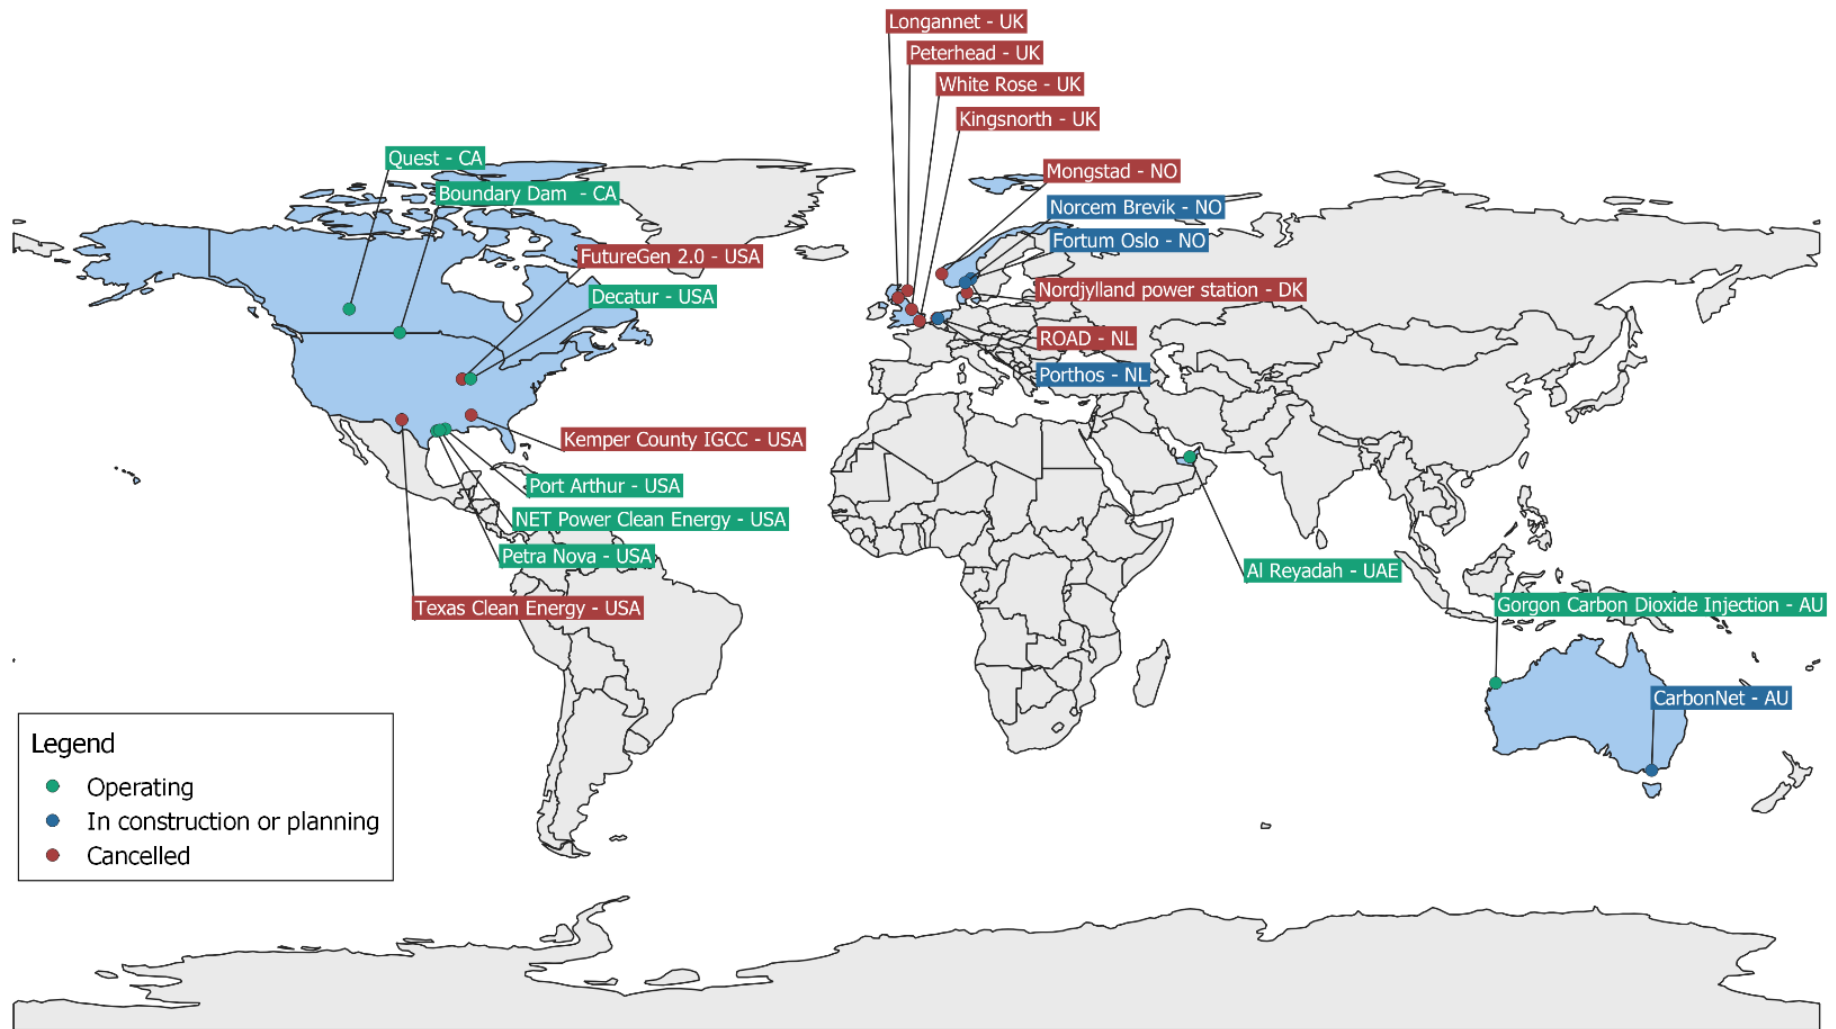 Longannet - UK
Peterhead - UK
White Rose - UK
Kingsnorth - UK
Quest - CA
Mongstad - NO
Boundary Dam - CA
Norcem Brevik - NO
Fortum Oslo - NO
FutureGen 2.0 - USA
Decatur - USA
Nordjylland power station - DK
ROAD - NL
Porthos - NL
Kemper County IGCC - USA
Port Arthur - USA
NET Power Clean Energy - USA
Petra Nova - USA
Al Reyadah - UAE
Texas Clean Energy - USA
Gorgon Carbon Dioxide Injection - AU
CarbonNet - AU
Legend
Operating
In construction or planning
Cancelled